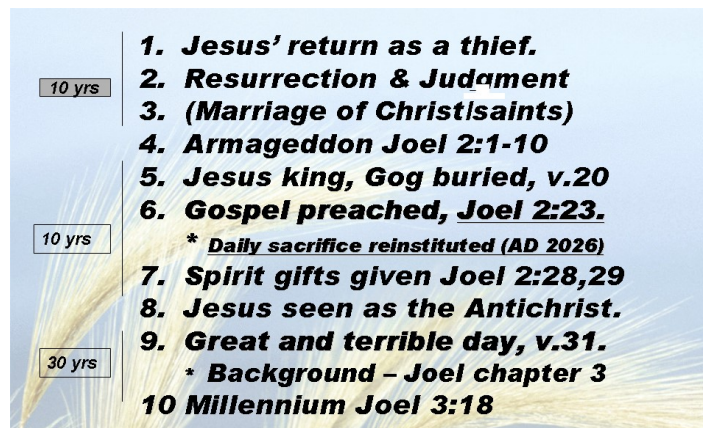 1. Jesus' return as a thief.
10 yrs
2. Resurrection & Judgment
3. (Marriage of Christ|saints)
4. Armageddon Joel 2:1-10
5. Jesus king, Gog buried, v.20
6. Gospel preached, Joel 2:23.
10 yrs
* Daily sacrifice reinstituted (AD 2026)
7. Spirit gifts given Joel 2:28,29
8. Jesus seen as the Antichrist.
9. Great and terrible day, v.31.
30 yrs
* Background – Joel chapter 3
10 Millennium Joel 3:18